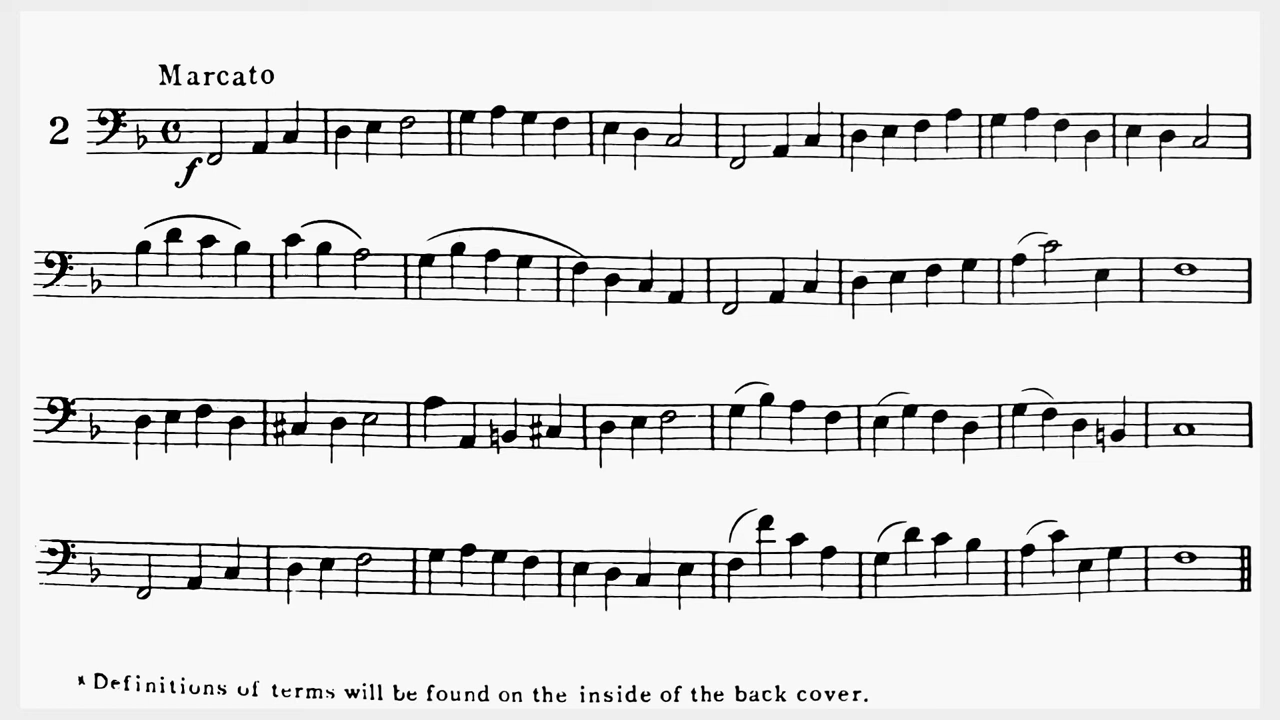 Marcato
2
f
* Definitions of terms will be found on the inside of the back cover.